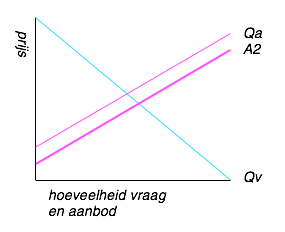 Qa
A2
prijs
Qv
hoeveelheid vraag
en aanbod